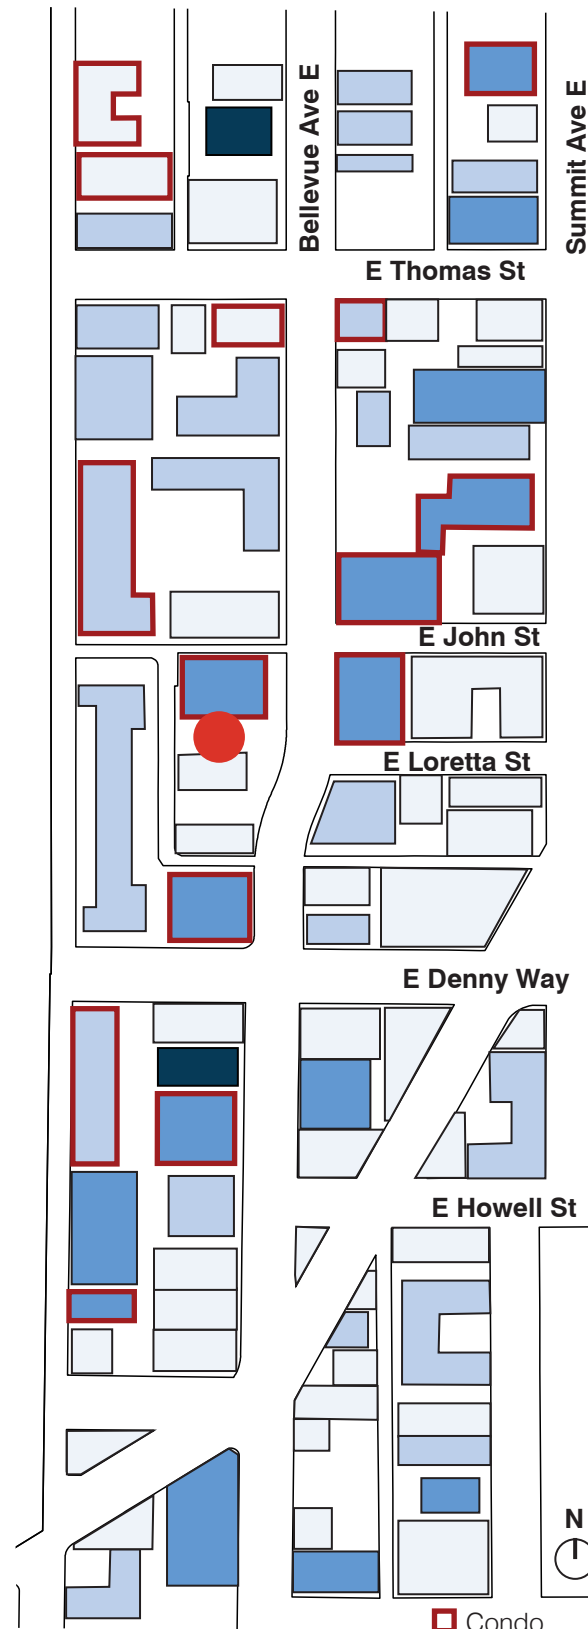 Bellevue Ave E
Summit Ave E
E Thomas St
E John St
E Loretta St
E Denny Way
E Howell St
N
Condo